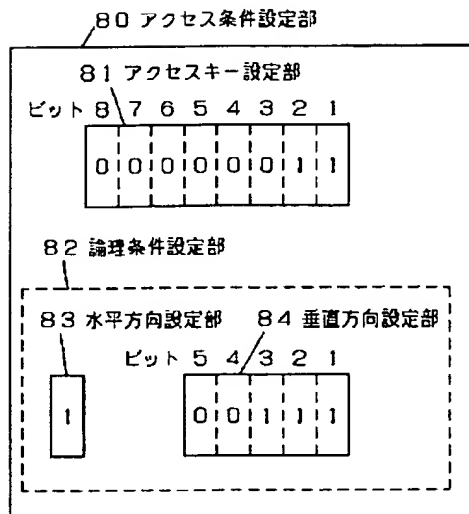 80 アクセス条件設定部
81 アクセスキー設定部
ビット 8 7 6 5 4 3 2 1
0 0 0 0 0 0 1 1
82 論理条件設定部
83 水平方向設定部 84 垂直方向設定部
ビット 5 4 3 2 1
1 0 0 1 1 1